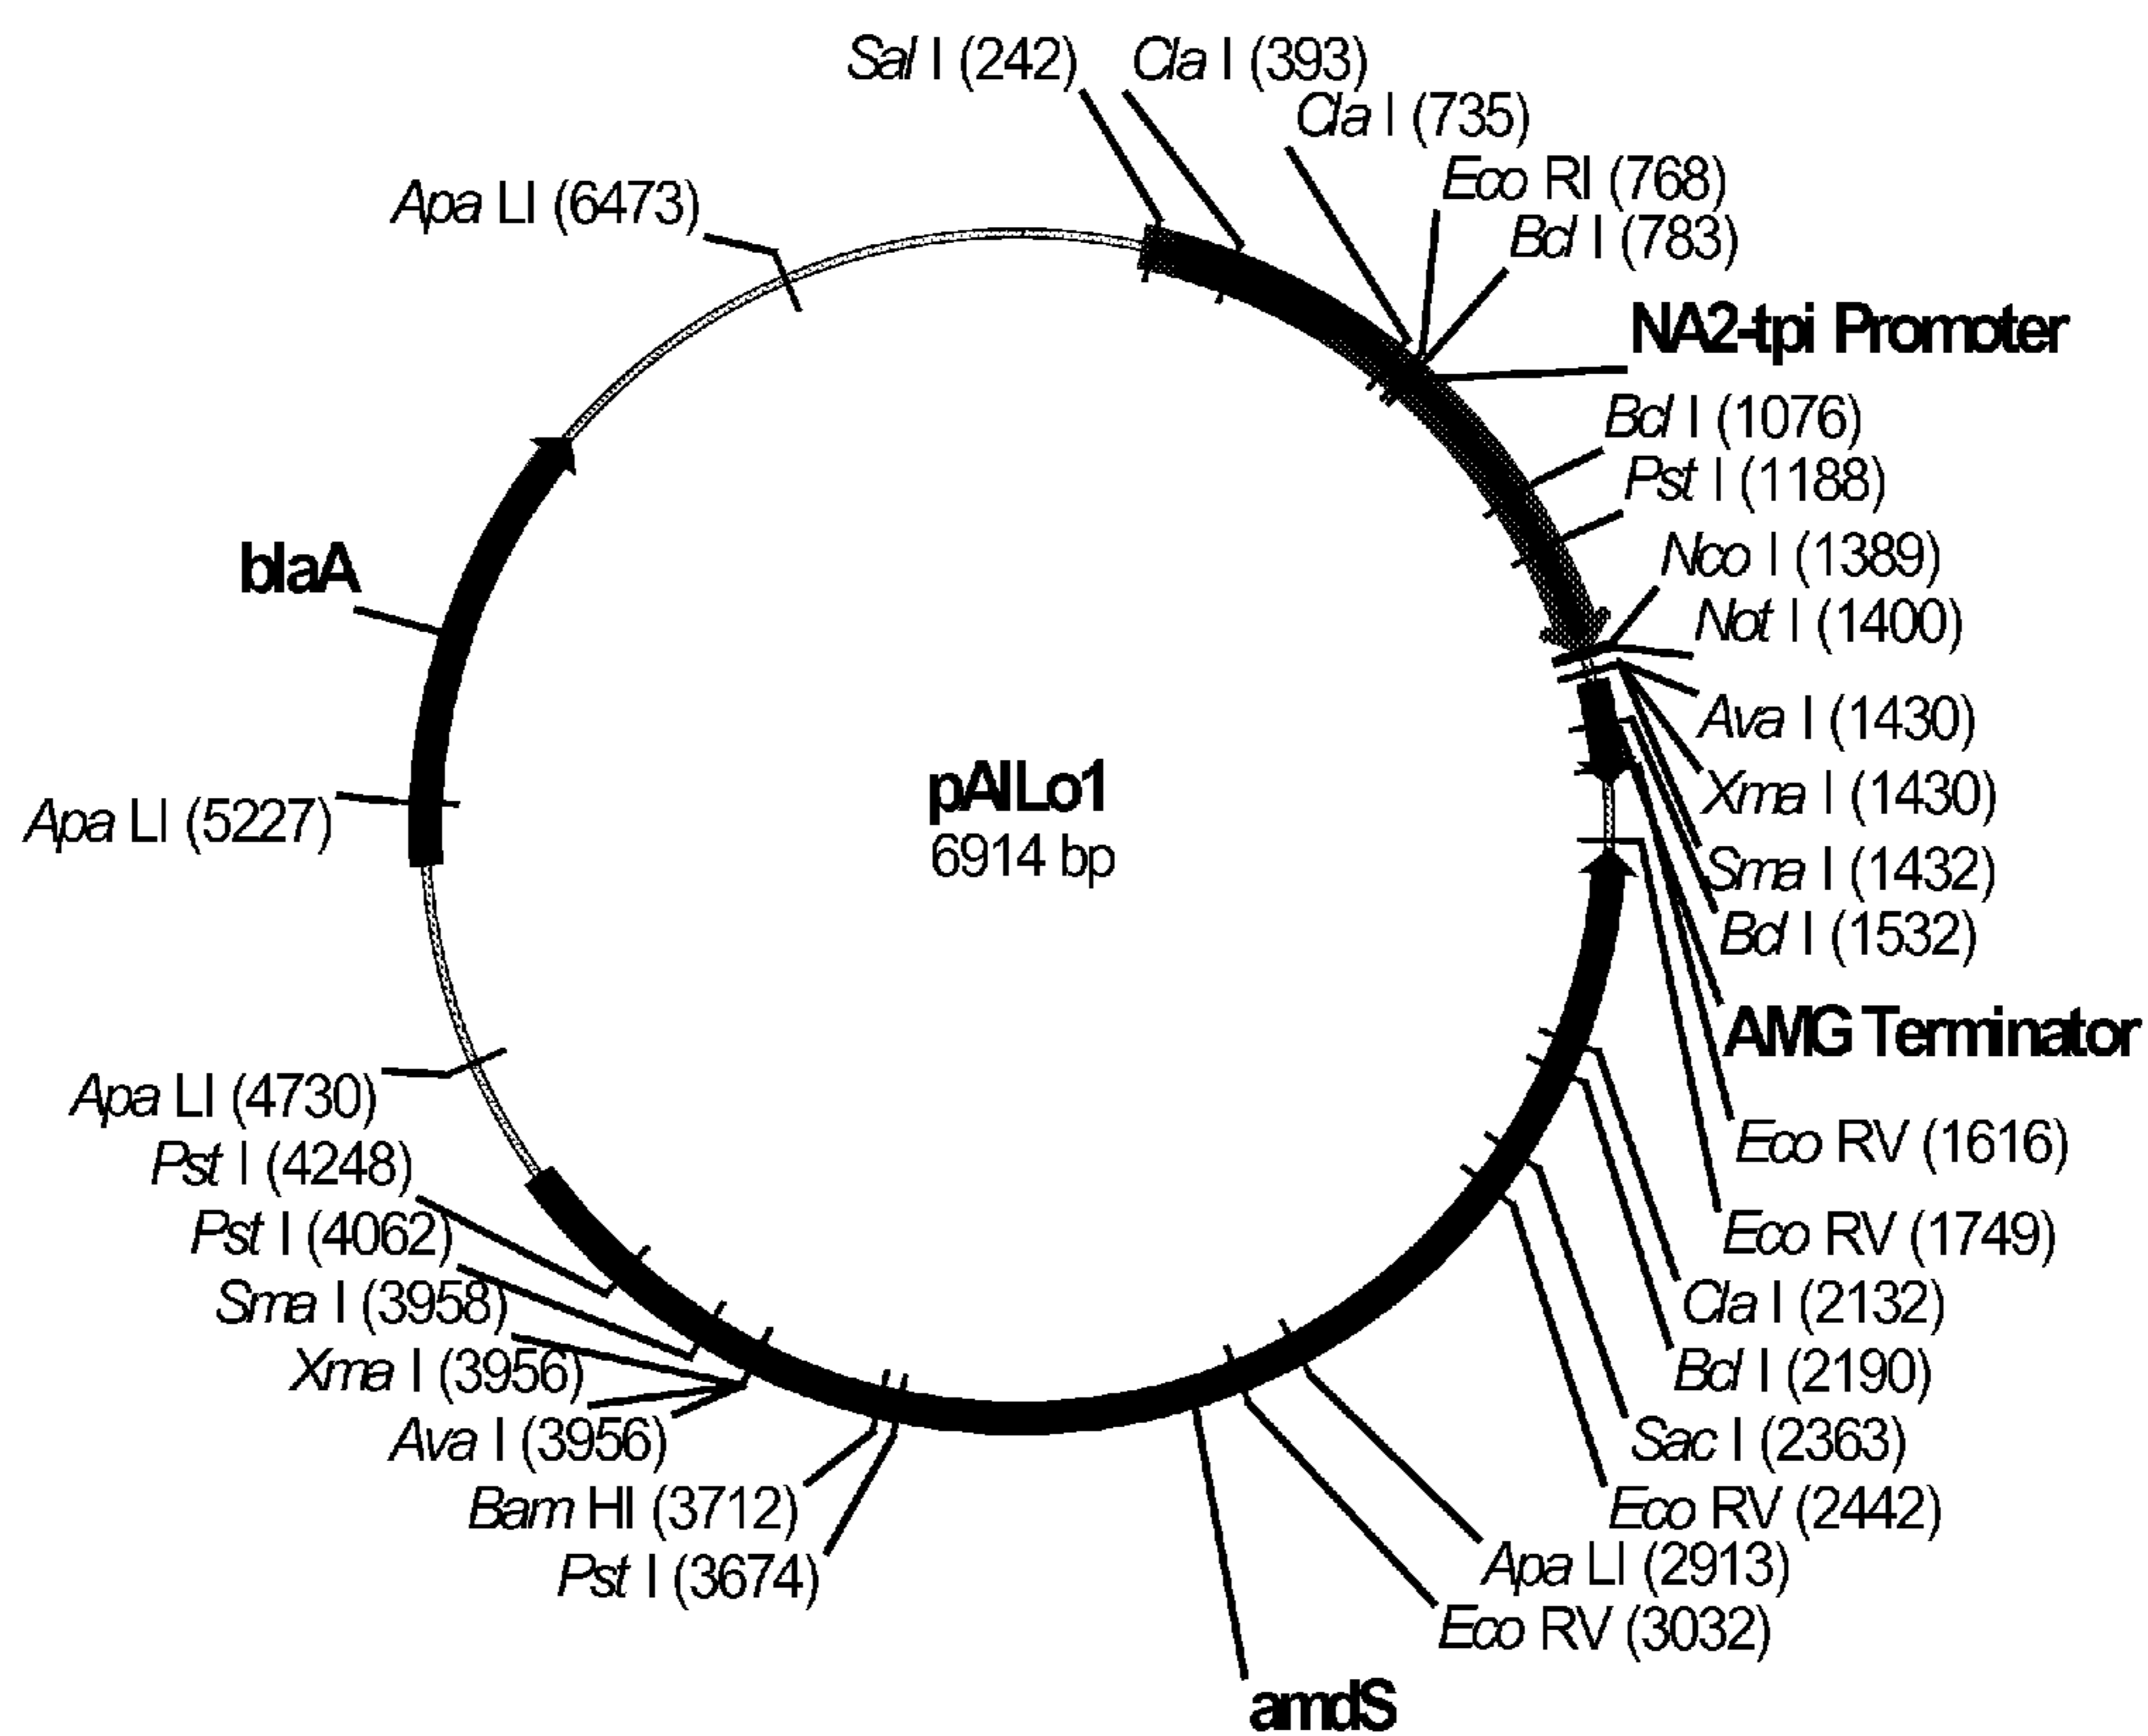 Sal I (242)
Cla I (393)
Cla I (735)
Eco RI (768)
Bcl I (783)
NA2-tpi Promoter
Bcl I (1076)
Pst I (1188)
Nco I (1389)
Not I (1400)
Ava I (1430)
Xma I (1430)
Sma I (1432)
Bcl I (1532)
AMG Terminator
Eco RV (1616)
Eco RV (1749)
Cla I (2132)
Bcl I (2190)
Sac I (2363)
Eco RV (2442)
Apa LI (2913)
Eco RV (3032)
amdS
Pst I (3674)
Bam HI (3712)
Ava I (3956)
Xma I (3956)
Sma I (3958)
Pst I (4062)
Pst I (4248)
Apa LI (4730)
Apa LI (5227)
blaA
Apa LI (6473)
pAILo1
6914 bp